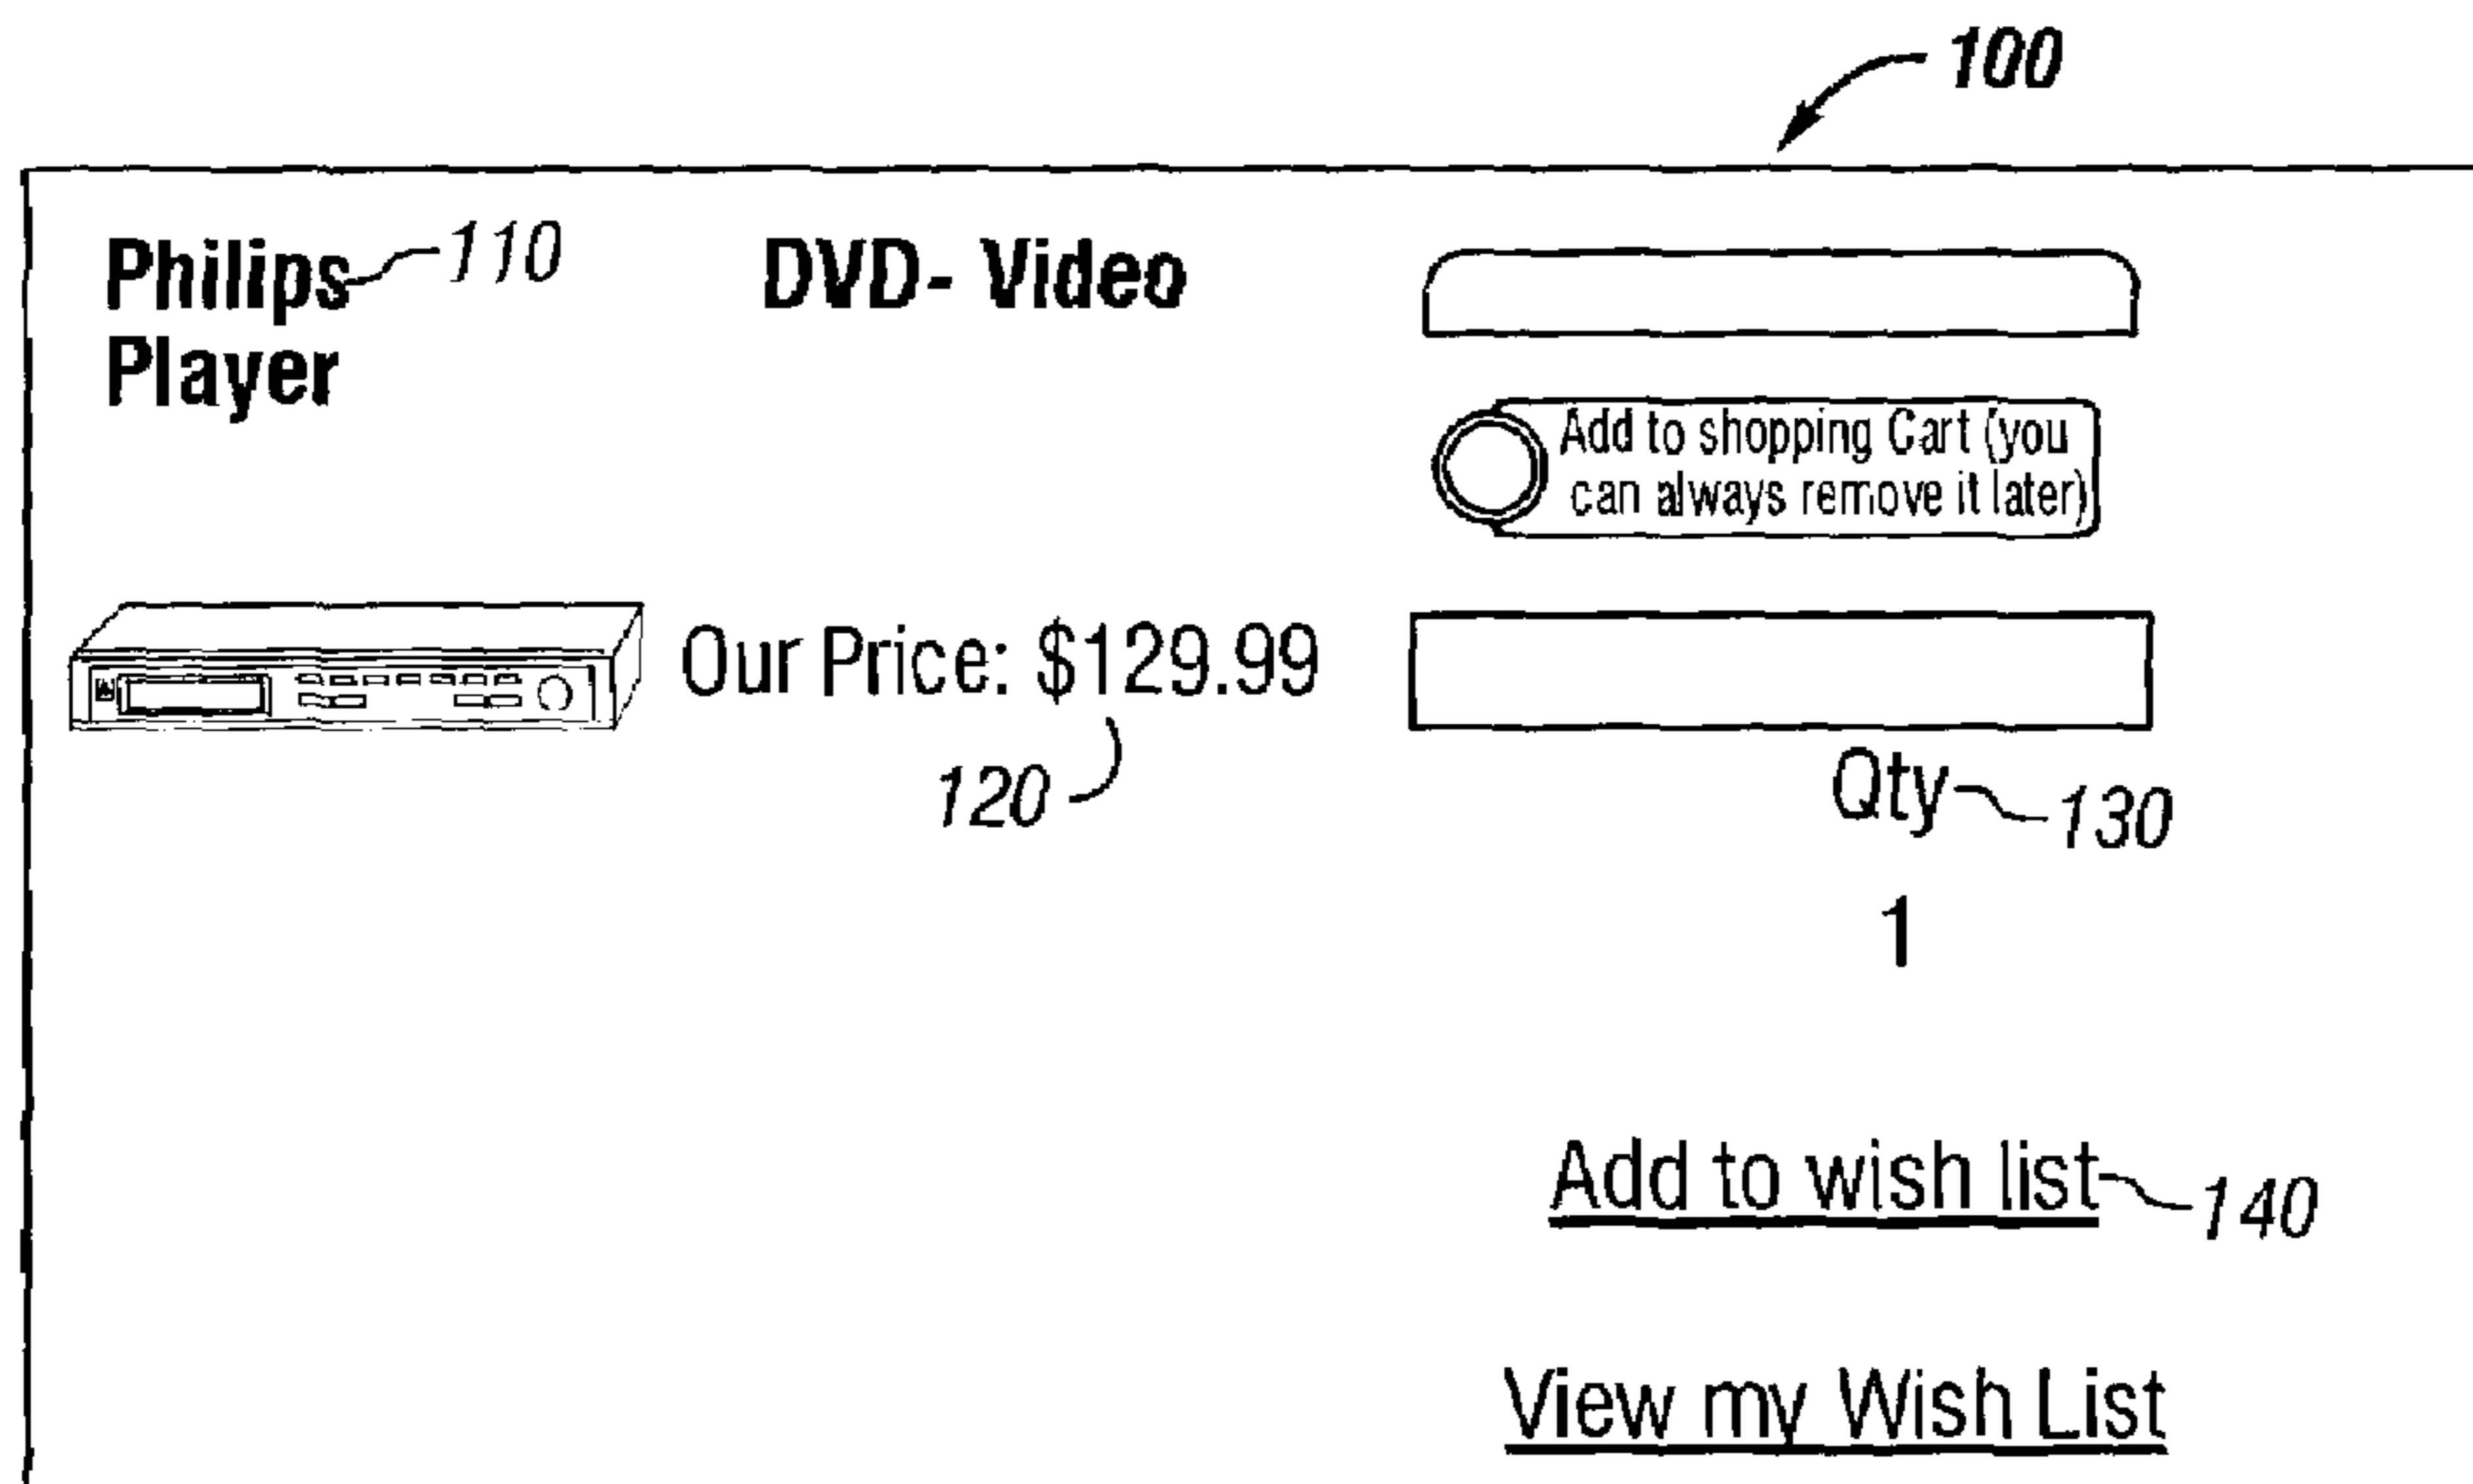 100
Philips 110 DVD- Video
Player
Add to shopping Cart (you
can always remove it later)
Our Price: $129.99
120
Qty 130
1
Add to wish list 140
View my Wish List